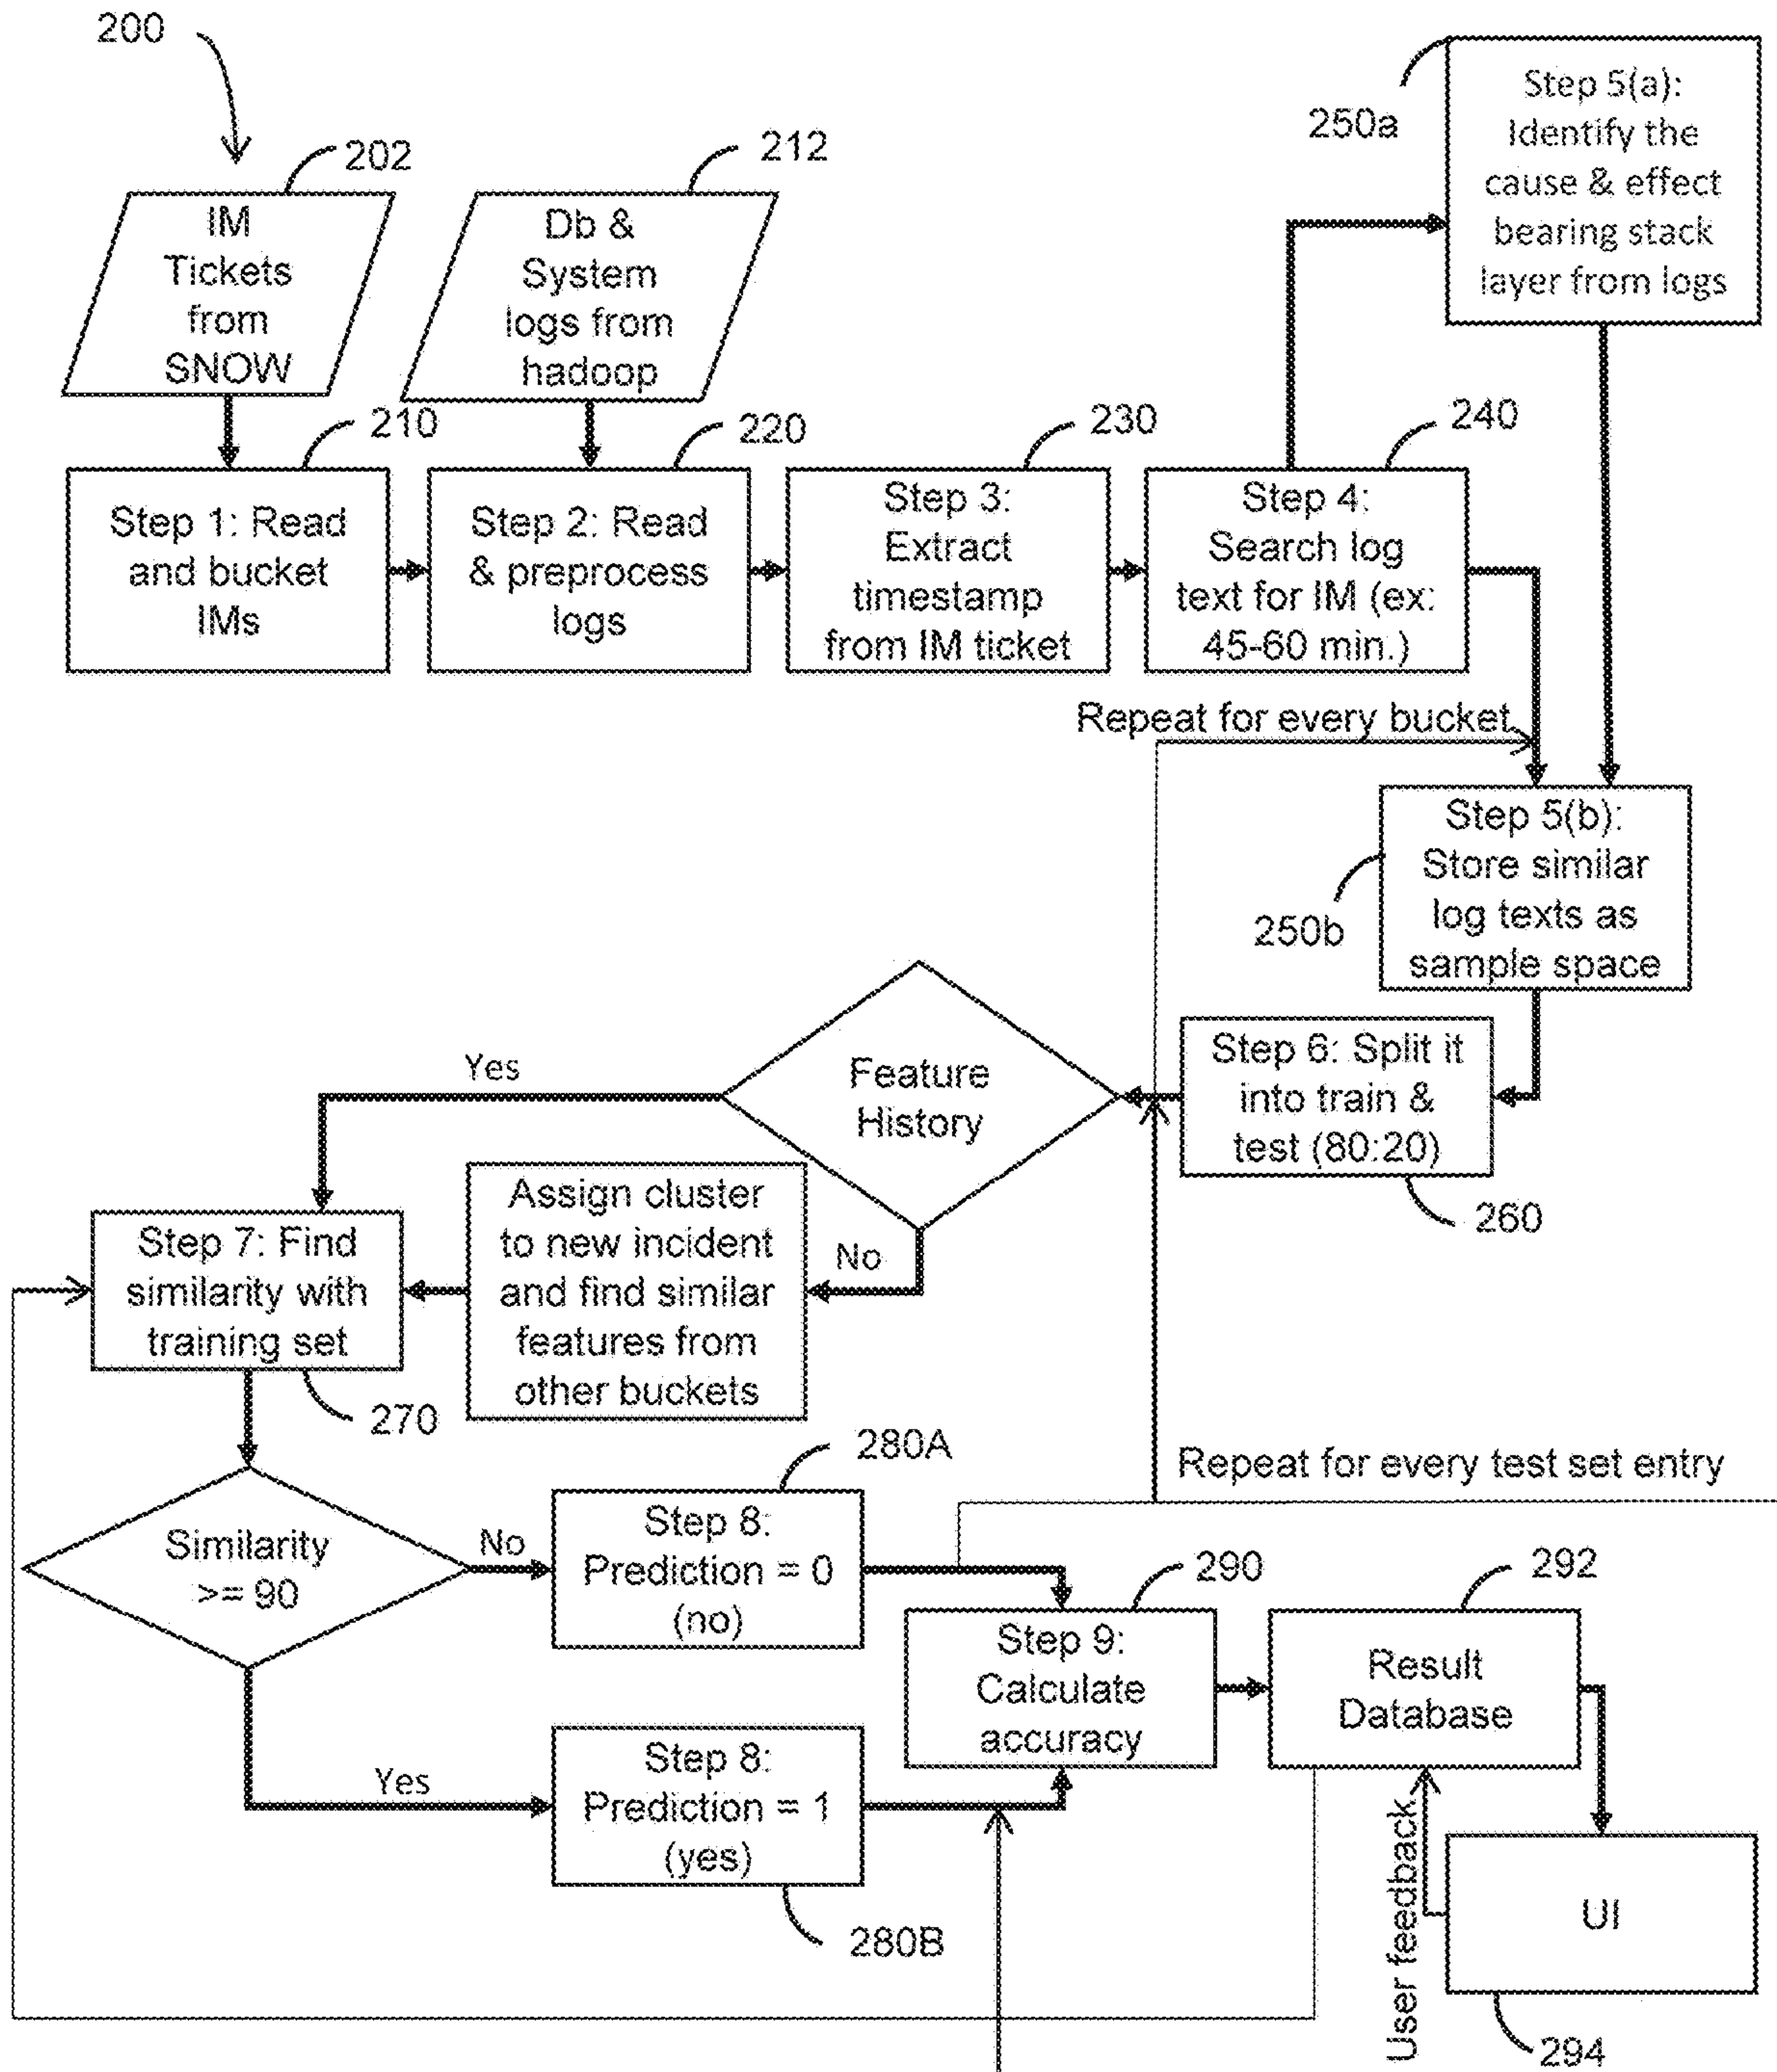 200
202
IM
Tickets
from
SNOW
212
Db &
System
logs from
hadoop
250a
Step 5(a):
Identify the
cause & effect
bearing stack
layer from logs
210
Step 1: Read
and bucket
IMs
220
Step 2: Read
& preprocess
logs
230
Step 3:
Extract
timestamp
from IM ticket
240
Step 4:
Search log
text for IM (ex:
45-60 min.)
Repeat for every bucket
Step 5(b):
Store similar
log texts as
sample space
250b
Step 6: Split it
into train &
test (80:20)
260
Feature
History
Yes
No
Assign cluster
to new incident
and find similar
features from
other buckets
Step 7: Find
similarity with
training set
270
Similarity
>= 90
No
280A
Step 8:
Prediction = 0
(no)
Repeat for every test set entry
Yes
Step 8:
Prediction = 1
(yes)
280B
290
Step 9:
Calculate
accuracy
292
Result
Database
User feedback
UI
294